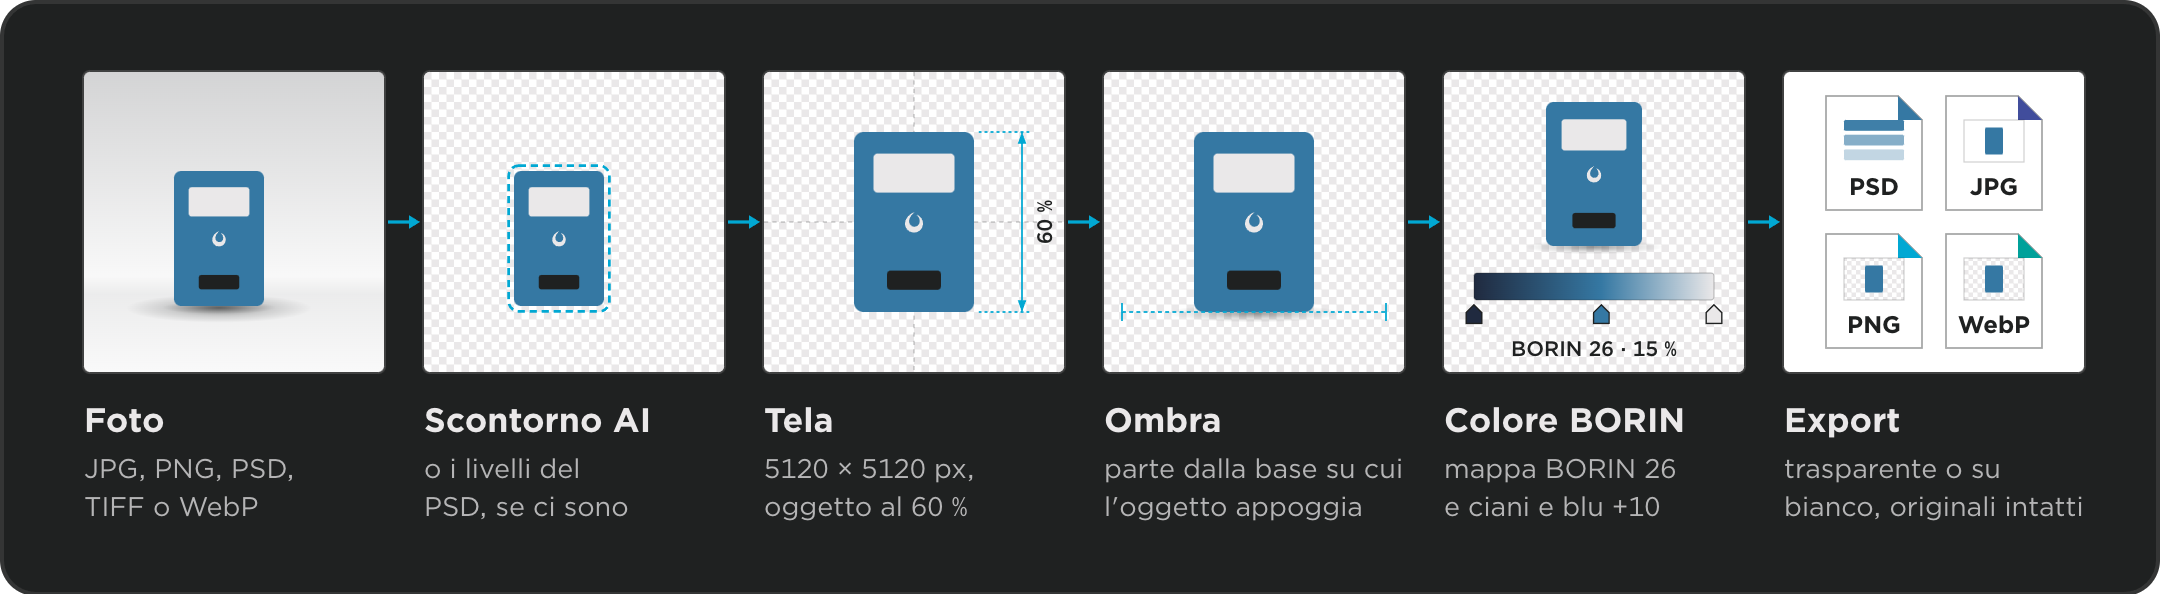 60 %
BORIN 26 · 15 %
PSD
JPG
PNG
WebP
Foto
JPG, PNG, PSD,
TIFF o WebP
Scontorno AI
o i livelli del
PSD, se ci sono
Tela
5120 × 5120 px,
oggetto al 60 %
Ombra
parte dalla base su cui
l'oggetto appoggia
Colore BORIN
mappa BORIN 26
e ciani e blu +10
Export
trasparente o su
bianco, originali intatti